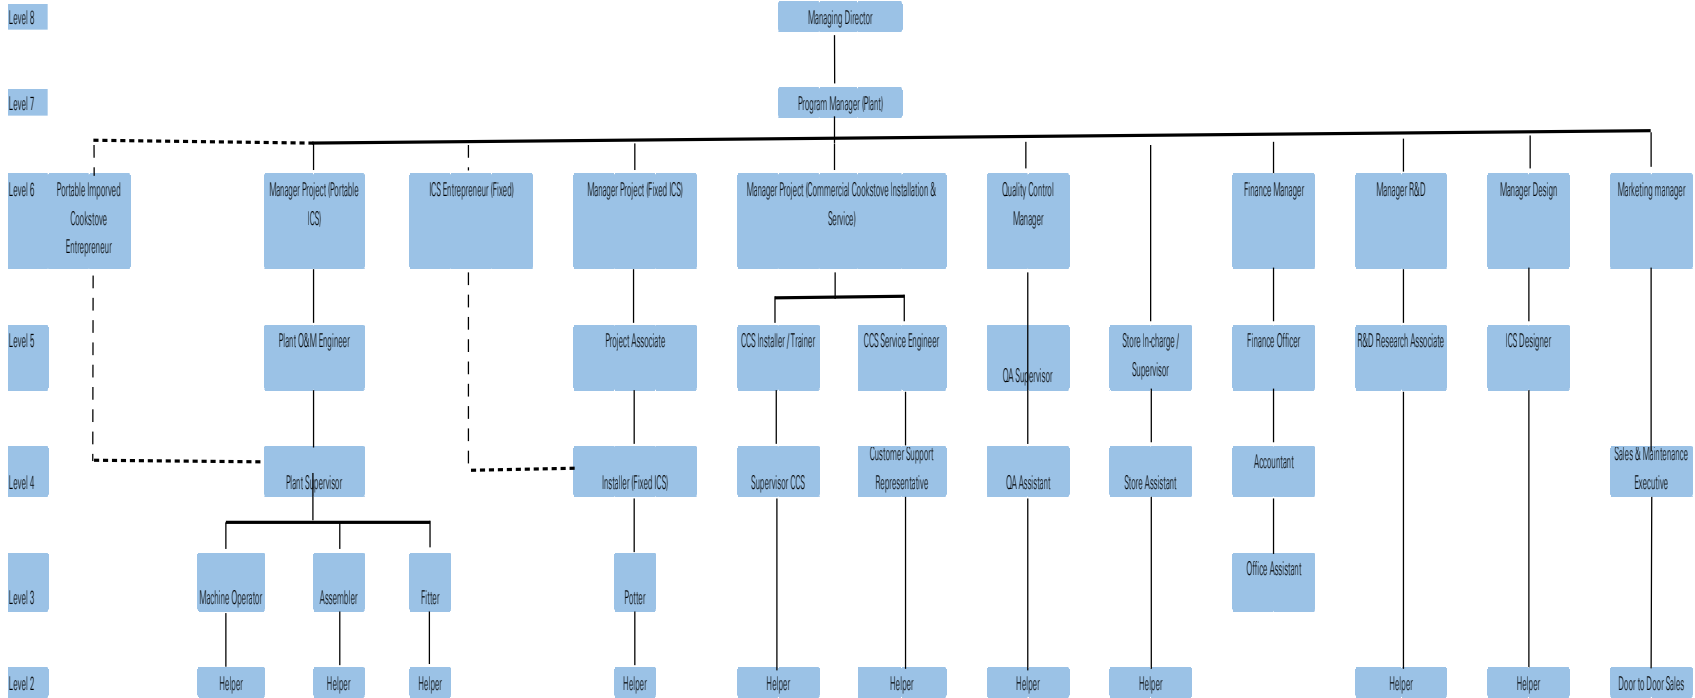 Level 8
Managing Director
Level 7
Program Manager (Plant)
Level 6
Portable Imporved
Cookstove
Entrepreneur
Manager Project (Portable
ICS)
ICS Entrepreneur (Fixed)
Manager Project (Fixed ICS)
Manager Project (Commercial Cookstove Installation &
Service)
Quality Control
Manager
Finance Manager
Manager R&D
Manager Design
Marketing manager
Level 5
Plant O&M Engineer
Project Associate
CCS Installer / Trainer
CCS Service Engineer
QA Supervisor
Store In-charge /
Supervisor
Finance Officer
R&D Research Associate
ICS Designer
Level 4
Plant Supervisor
Installer (Fixed ICS)
Supervisor CCS
Customer Support
Representative
QA Assistant
Store Assistant
Accountant
Sales & Maintenance
Executive
Level 3
Machine Operator
Assembler
Fitter
Potter
Office Assistant
Level 2
Helper
Helper
Helper
Helper
Helper
Helper
Helper
Helper
Helper
Helper
Door to Door Sales